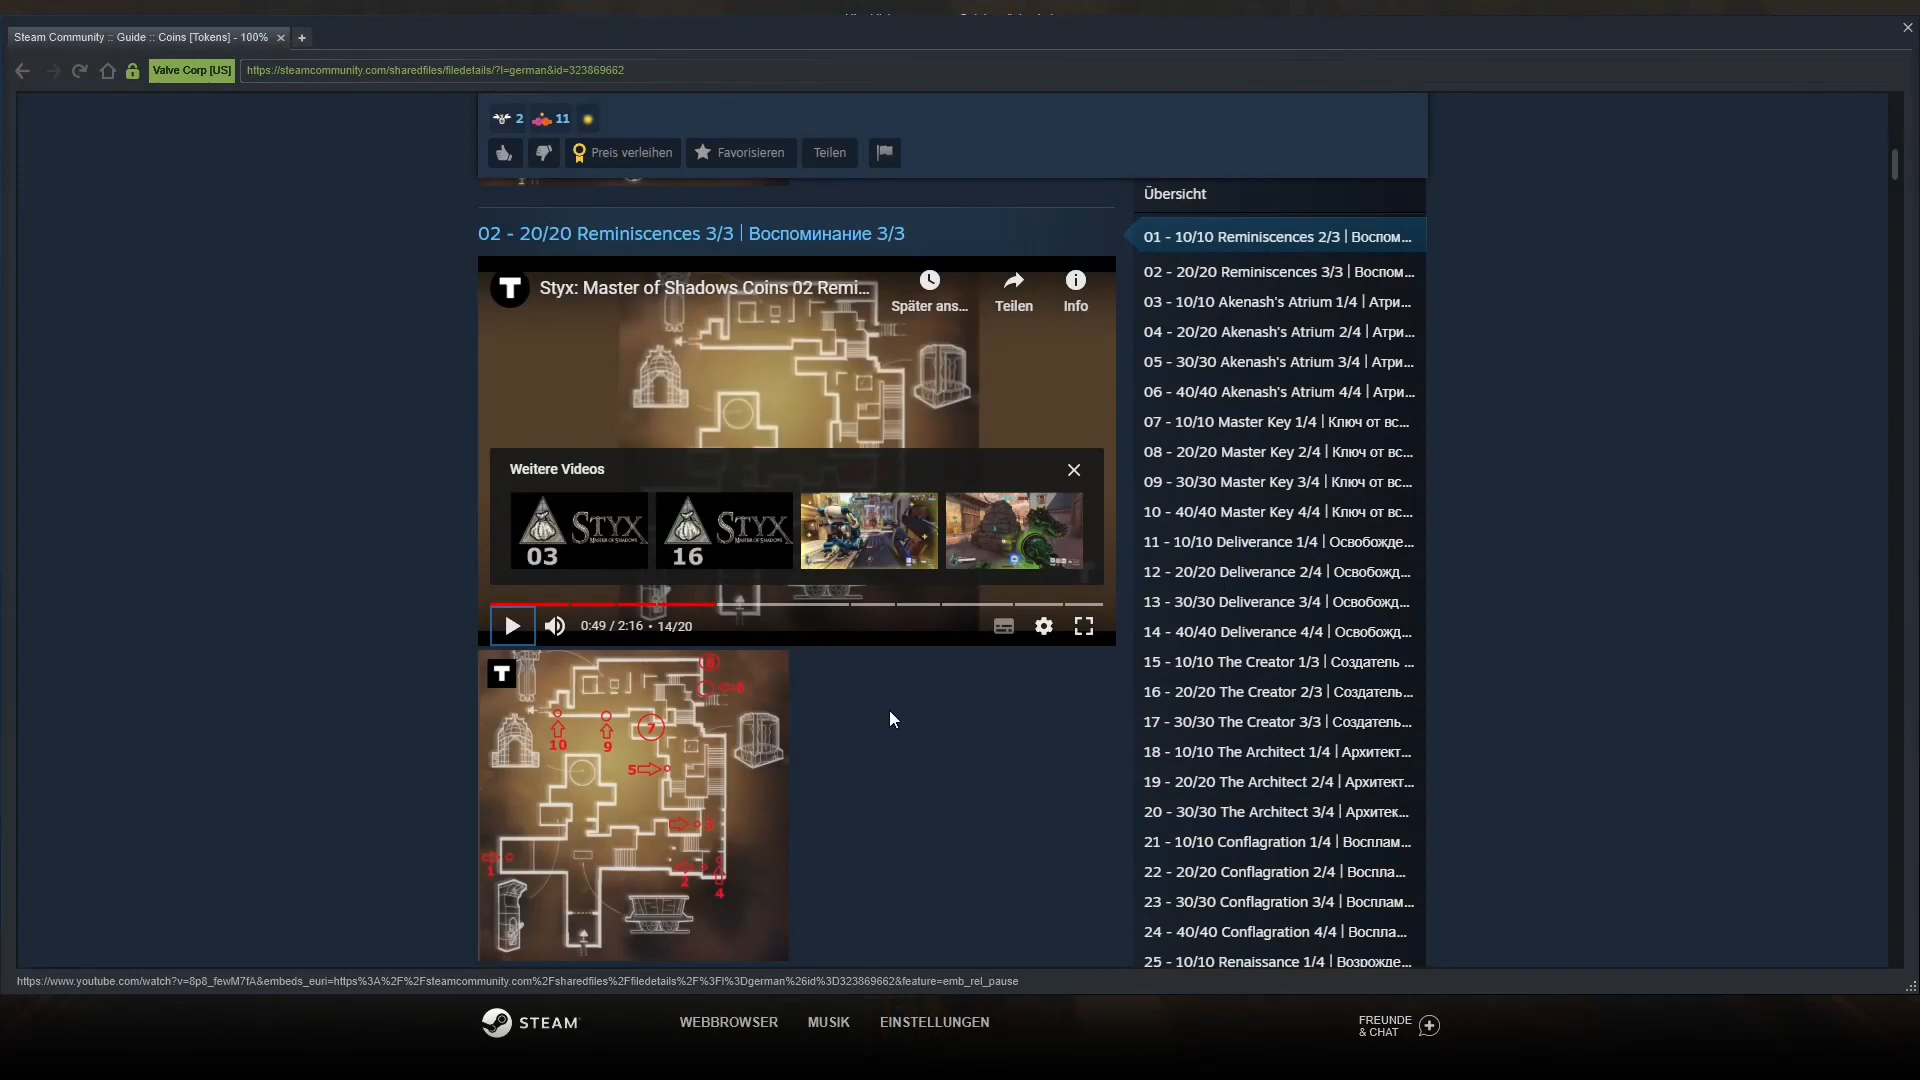 Steam Community :: Guide :: Coins [Tokens] - 100%
Valve Corp [US]
https://steamcommunity.com/sharedfiles/filedetails/?l=german&id=323869662
2
11
Preis verleihen
Favorisieren
Teilen
02 - 20/20 Reminiscences 3/3 | Воспоминание 3/3
T
Styx: Master of Shadows Coins 02 Remi...
Später ans...
Teilen
Info
Weitere Videos
STYX
MASTER OF SHADOWS
03
STYX
MASTER OF SHADOWS
16
0:49 / 2:16 • 14/20
T
8
6
10
9
7
5
3
1
2
4
Übersicht
01 - 10/10 Reminiscences 2/3 | Воспом...
02 - 20/20 Reminiscences 3/3 | Воспом...
03 - 10/10 Akenash's Atrium 1/4 | Атри...
04 - 20/20 Akenash's Atrium 2/4 | Атри...
05 - 30/30 Akenash's Atrium 3/4 | Атри...
06 - 40/40 Akenash's Atrium 4/4 | Атри...
07 - 10/10 Master Key 1/4 | Ключ от вс...
08 - 20/20 Master Key 2/4 | Ключ от вс...
09 - 30/30 Master Key 3/4 | Ключ от вс...
10 - 40/40 Master Key 4/4 | Ключ от вс...
11 - 10/10 Deliverance 1/4 | Освобожде...
12 - 20/20 Deliverance 2/4 | Освобожд...
13 - 30/30 Deliverance 3/4 | Освобожд...
14 - 40/40 Deliverance 4/4 | Освобожд...
15 - 10/10 The Creator 1/3 | Создатель ...
16 - 20/20 The Creator 2/3 | Создатель...
17 - 30/30 The Creator 3/3 | Создатель...
18 - 10/10 The Architect 1/4 | Архитект...
19 - 20/20 The Architect 2/4 | Архитект...
20 - 30/30 The Architect 3/4 | Архитек...
21 - 10/10 Conflagration 1/4 | Восплам...
22 - 20/20 Conflagration 2/4 | Воспла...
23 - 30/30 Conflagration 3/4 | Восплам...
24 - 40/40 Conflagration 4/4 | Воспла...
25 - 10/10 Renaissance 1/4 | Возрожде...
https://www.youtube.com/watch?v=8p8_fewM7fA&embeds_euri=https%3A%2F%2Fsteamcommunity.com%2Fsharedfiles%2Ffiledetails%2F%3Fl%3Dgerman%26id%3D323869662&feature=emb_rel_pause
STEAM
WEBBROWSER
MUSIK
EINSTELLUNGEN
FREUNDE
& CHAT